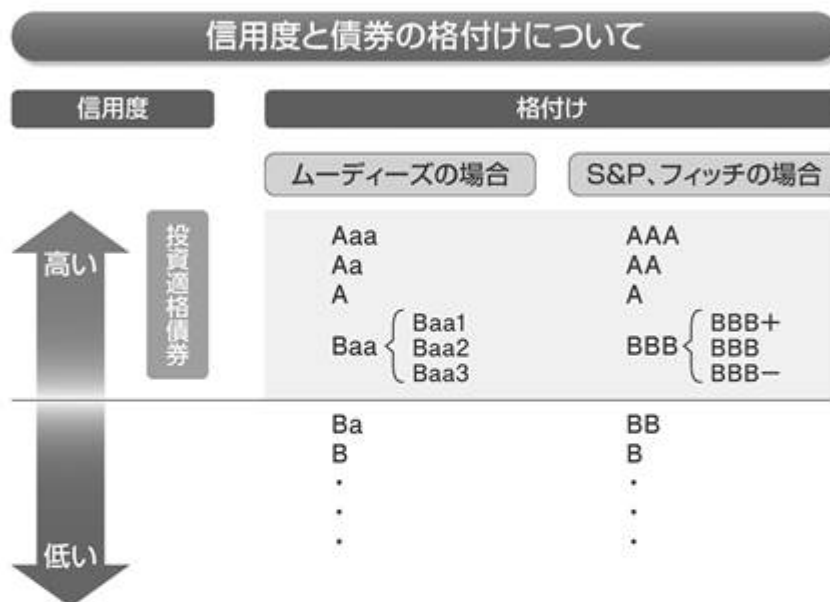 信用度と債券の格付けについて
信用度
格付け
ムーディーズの場合
S&P、フィッチの場合
高い
投資適格債券
Aaa
AAA
Aa
AA
A
A
Baa
Baa1
Baa2
Baa3
BBB
BBB+
BBB
BBB−
Ba
BB
B
B
・
・
・
・
・
・
低い